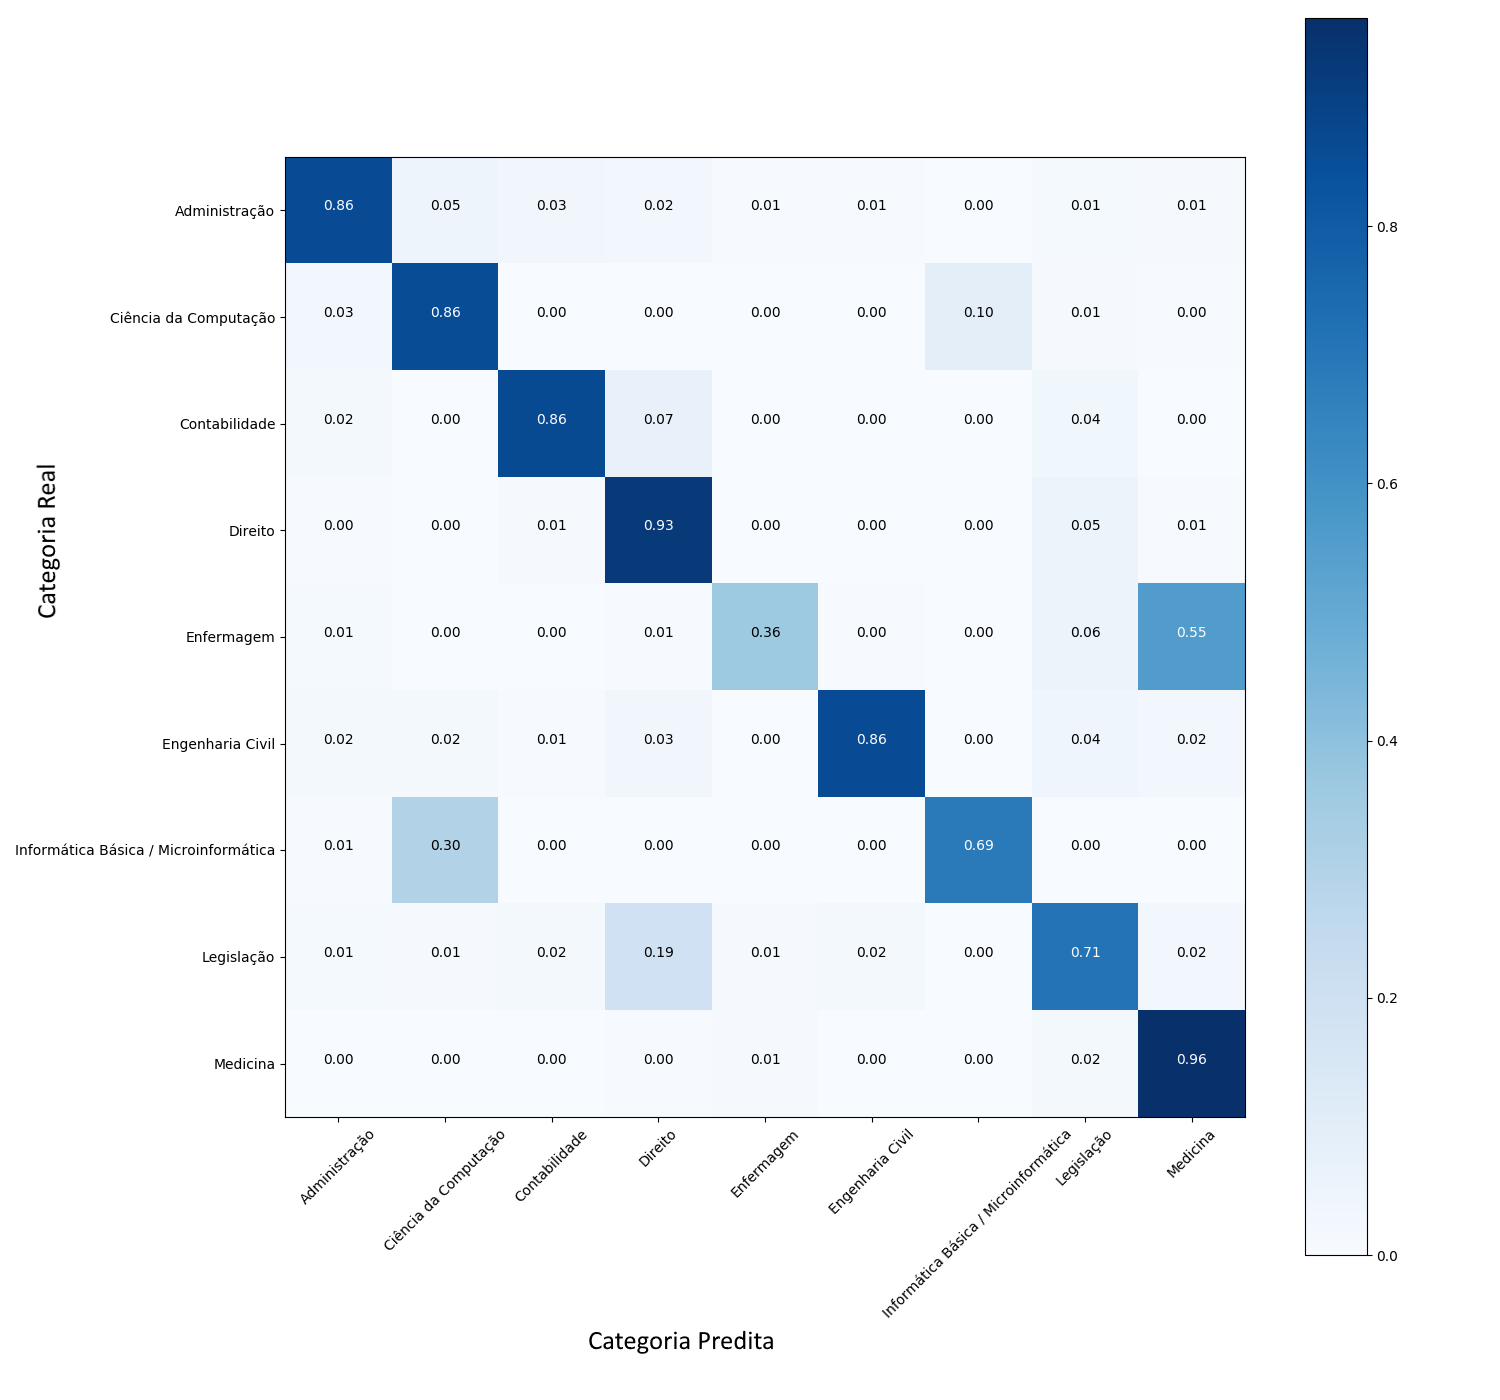 Categoria Real
Administração 0.86 0.05 0.03 0.02 0.01 0.01 0.00 0.01 0.01
Ciência da Computação 0.03 0.86 0.00 0.00 0.00 0.00 0.10 0.01 0.00
Contabilidade 0.02 0.00 0.86 0.07 0.00 0.00 0.00 0.04 0.00
Direito 0.00 0.00 0.01 0.93 0.00 0.00 0.00 0.05 0.01
Enfermagem 0.01 0.00 0.00 0.01 0.36 0.00 0.00 0.06 0.55
Engenharia Civil 0.02 0.02 0.01 0.03 0.00 0.86 0.00 0.04 0.02
Informática Básica / Microinformática 0.01 0.30 0.00 0.00 0.00 0.00 0.69 0.00 0.00
Legislação 0.01 0.01 0.02 0.19 0.01 0.02 0.00 0.71 0.02
Medicina 0.00 0.00 0.00 0.00 0.01 0.00 0.00 0.02 0.96
Administração
Ciência da Computação
Contabilidade
Direito
Enfermagem
Engenharia Civil
Informática Básica / Microinformática
Legislação
Medicina
Categoria Predita
0.8
0.6
0.4
0.2
0.0